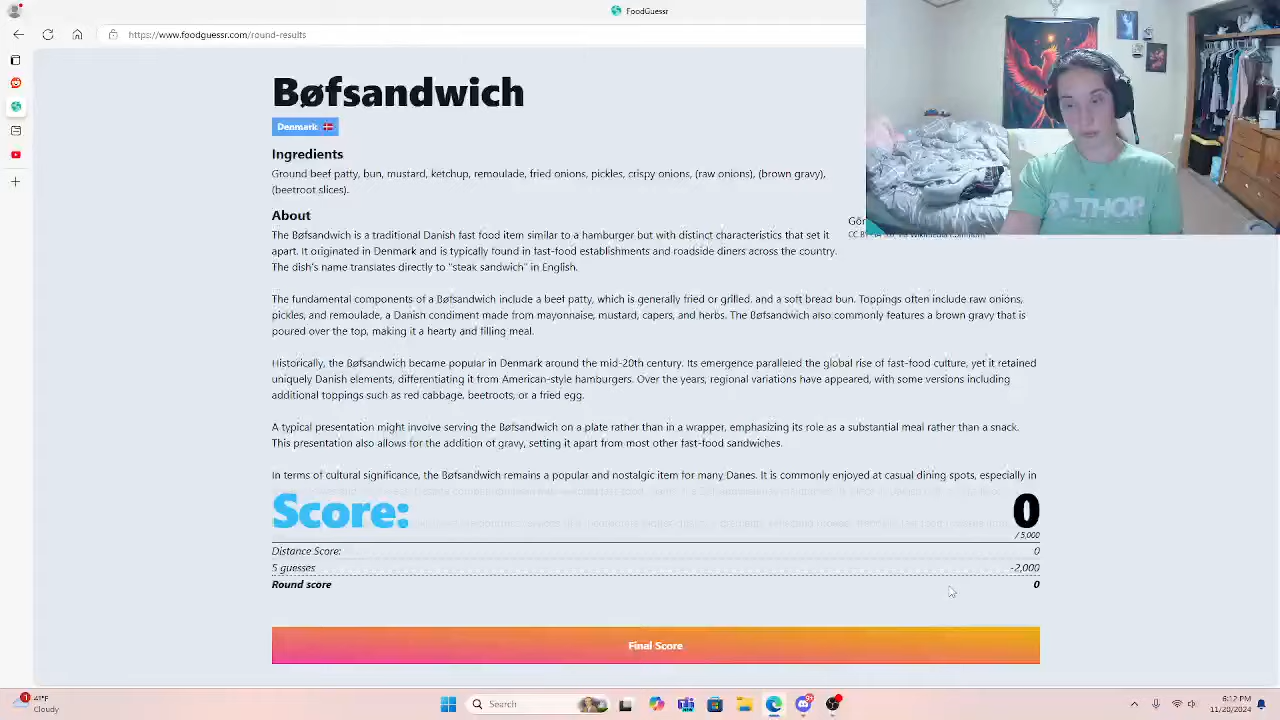 FoodGuessr
https://www.foodguessr.com/round-results
Bøfsandwich
Denmark
Ingredients
Ground beef patty, bun, mustard, ketchup, remoulade, fried onions, pickles, crispy onions, (raw onions), (brown gravy),
(beetroot slices).
About
The Bøfsandwich is a traditional Danish fast food item similar to a hamburger but with distinct characteristics that set it
apart. It originated in Denmark and is typically found in fast-food establishments and roadside diners across the country.
The dish's name translates directly to "steak sandwich" in English.
The fundamental components of a Bøfsandwich include a beef patty, which is generally fried or grilled, and a soft bread bun. Toppings often include raw onions,
pickles, and remoulade, a Danish condiment made from mayonnaise, mustard, capers, and herbs. The Bøfsandwich also commonly features a brown gravy that is
poured over the top, making it a hearty and filling meal.
Historically, the Bøfsandwich became popular in Denmark around the mid-20th century. Its emergence paralleled the global rise of fast-food culture, yet it retained
uniquely Danish elements, differentiating it from American-style hamburgers. Over the years, regional variations have appeared, with some versions including
additional toppings such as red cabbage, beetroots, or a fried egg.
A typical presentation might involve serving the Bøfsandwich on a plate rather than in a wrapper, emphasizing its role as a substantial meal rather than a snack.
This presentation also allows for the addition of gravy, setting it apart from most other fast-food sandwiches.
In terms of cultural significance, the Bøfsandwich remains a popular and nostalgic item for many Danes. It is commonly enjoyed at casual dining spots, especially in
Score:
0
/ 5,000
Distance Score:
0
5 guesses
-2,000
Round score
0
Final Score
THOR
41°F
Cloudy
Search
6:12 PM
11/20/2024